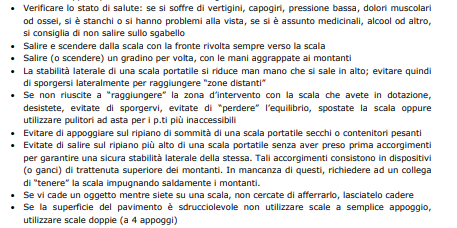 • Verificare lo stato di salute: se si soffre di vertigini, capogiri, pressione bassa, dolori muscolari
od ossei, si è stanchi o si hanno problemi alla vista, se si è assunto medicinali, alcool od altro,
si consiglia di non salire sullo sgabello
• Salire e scendere dalla scala con la fronte rivolta sempre verso la scala
• Salire (o scendere) un gradino per volta, con le mani aggrappate ai montanti
• La stabilità laterale di una scala portatile si riduce man mano che si sale in alto; evitare quindi
di sporgersi lateralmente per raggiungere “zone distanti”
• Se non riuscite a “raggiungere” la zona d’intervento con la scala che avete in dotazione,
desistete, evitate di sporgervi, evitate di “perdere” l’equilibrio, spostate la scala oppure
utilizzare pulitori ad asta per i p.ti più inaccessibili
• Evitare di appoggiare sul ripiano di sommità di una scala portatile secchi o contenitori pesanti
• Evitate di salire sul ripiano più alto di una scala portatile senza aver preso prima accorgimenti
per garantire una sicura stabilità laterale della stessa. Tali accorgimenti consistono in dispositivi
(o ganci) di trattenuta superiore dei montanti. In mancanza di questi, richiedere ad un collega
di “tenere” la scala impugnando saldamente i montanti.
• Se vi cade un oggetto mentre siete su una scala, non cercate di afferrarlo, lasciatelo cadere
• Se la superficie del pavimento è sdrucciolevole non utilizzare scale a semplice appoggio,
utilizzare scale doppie (a 4 appoggi)